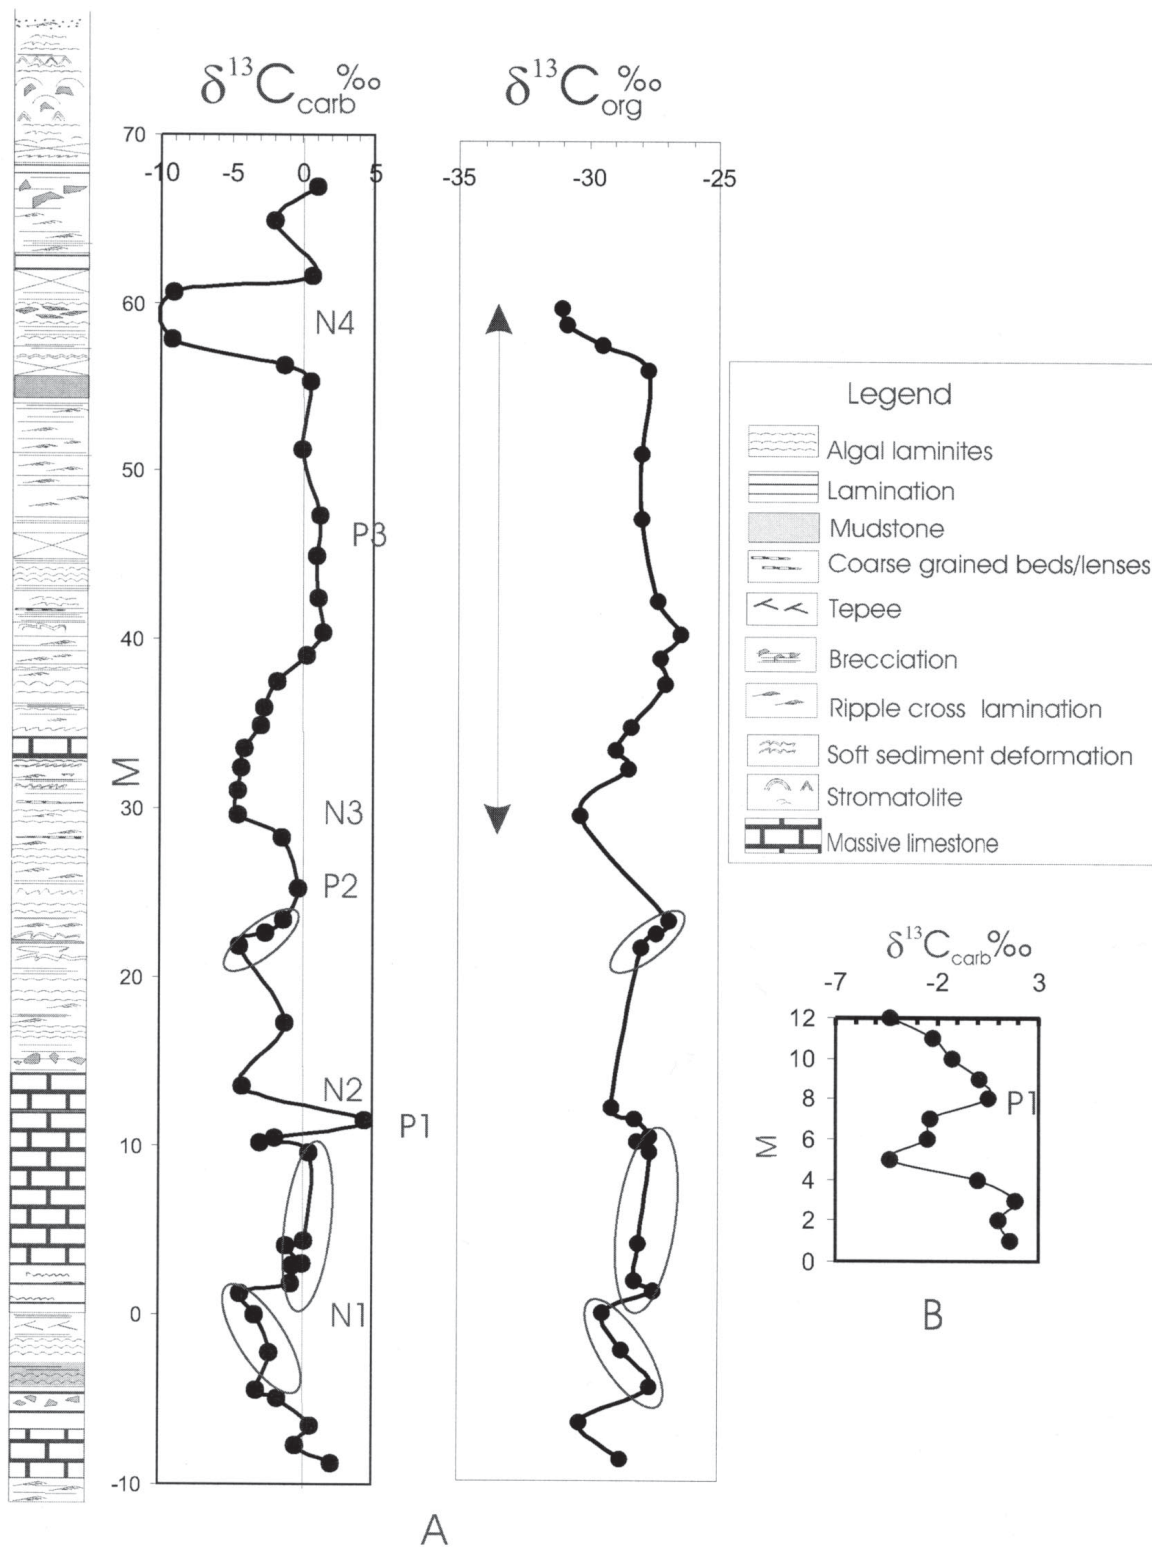 δ13Ccarb‰
δ13Corg‰
70
-10 -5 0 5
-35 -30 -25
60
N4
50
P3
40
M
30
N3
P2
20
N2
P1
10
0
N1
-10
A
Legend
Algal laminites
Lamination
Mudstone
Coarse grained beds/lenses
Tepee
Brecciation
Ripple cross lamination
Soft sediment deformation
Stromatolite
Massive limestone
δ13Ccarb‰
-7 -2 3
12
10
8
P1
6
M
4
2
0
B